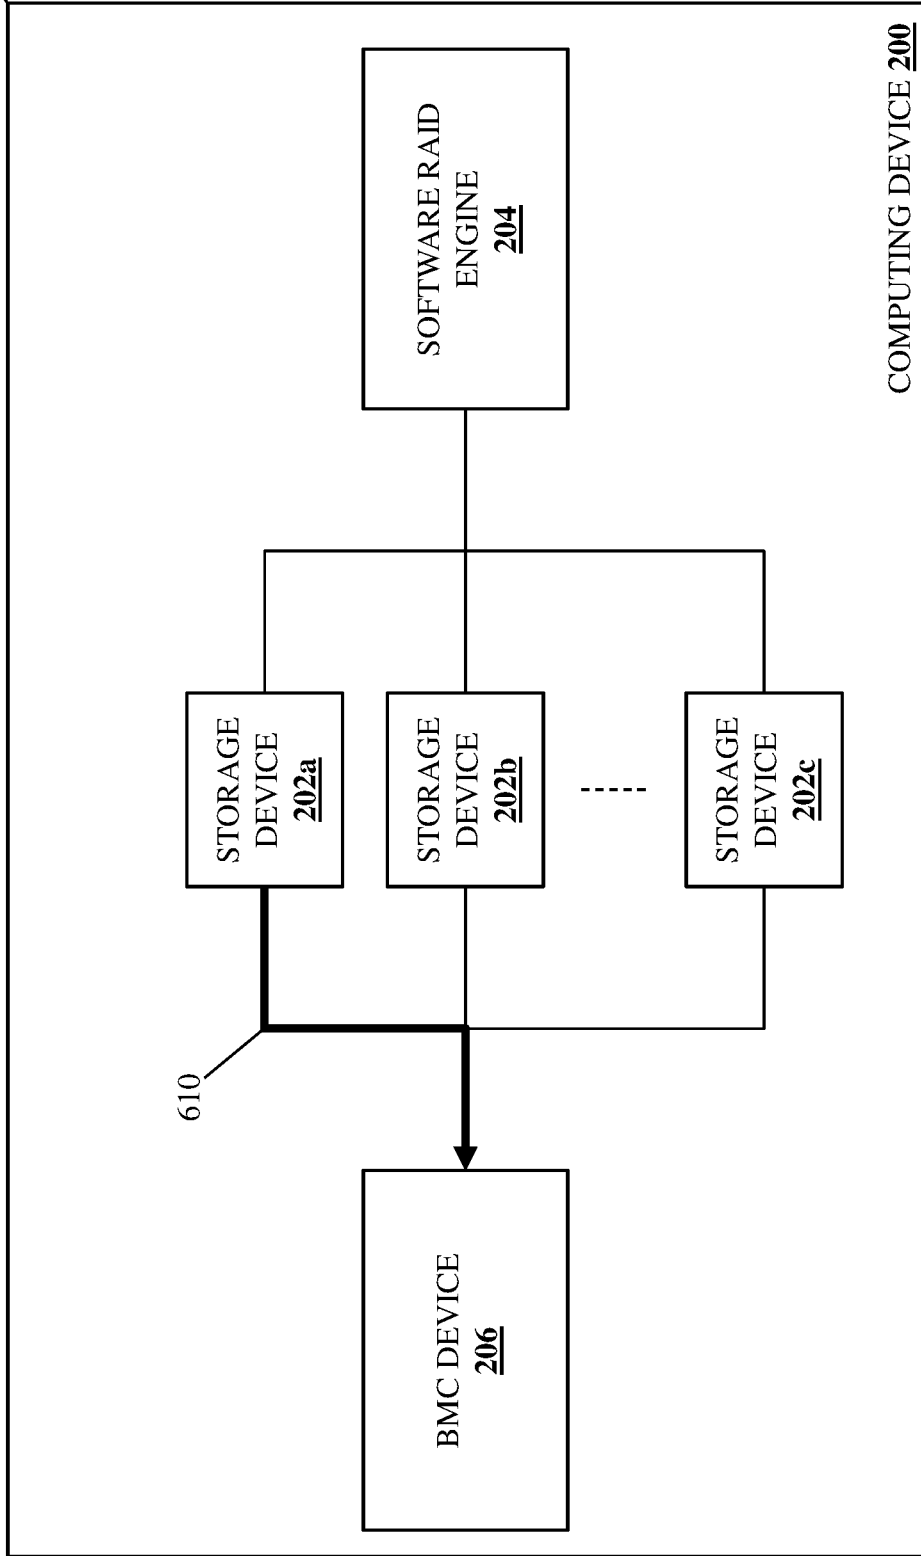 COMPUTING DEVICE 200
BMC DEVICE
206
610
STORAGE
DEVICE
202a
STORAGE
DEVICE
202b
STORAGE
DEVICE
202c
SOFTWARE RAID
ENGINE
204